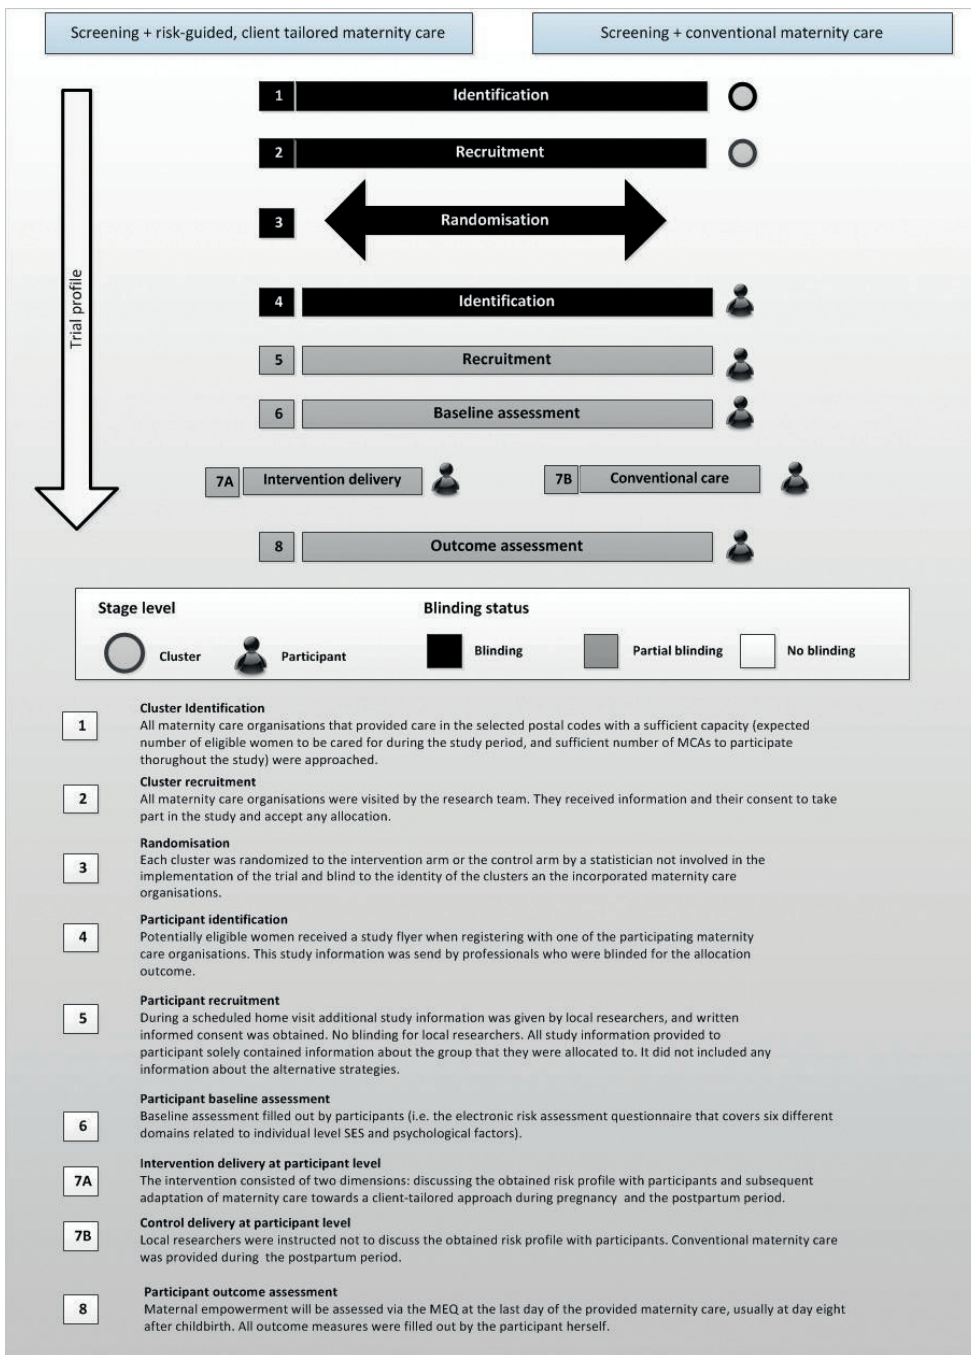 Screening + risk-guided, client tailored maternity care
Screening + conventional maternity care
Trial profile
1 Identification
2 Recruitment
3 Randomisation
4 Identification
5 Recruitment
6 Baseline assessment
7A Intervention delivery
7B Conventional care
8 Outcome assessment
Stage level
Cluster
Participant
Blinding status
Blinding
Partial blinding
No blinding
1
Cluster Identification
All maternity care organisations that provided care in the selected postal codes with a sufficient capacity (expected
number of eligible women to be cared for during the study period, and sufficient number of MCAs to participate
thorughout the study) were approached.
2
Cluster recruitment
All maternity care organisations were visited by the research team. They received information and their consent to take
part in the study and accept any allocation.
3
Randomisation
Each cluster was randomized to the intervention arm or the control arm by a statistician not involved in the
implementation of the trial and blind to the identity of the clusters an the incorporated maternity care
organisations.
4
Participant identification
Potentially eligible women received a study flyer when registering with one of the participating maternity
care organisations. This study information was send by professionals who were blinded for the allocation
outcome.
5
Participant recruitment
During a scheduled home visit additional study information was given by local researchers, and written
informed consent was obtained. No blinding for local researchers. All study information provided to
participant solely contained information about the group that they were allocated to. It did not included any
information about the alternative strategies.
6
Participant baseline assessment
Baseline assessment filled out by participants (i.e. the electronic risk assessment questionnaire that covers six different
domains related to individual level SES and psychological factors).
7A
Intervention delivery at participant level
The intervention consisted of two dimensions: discussing the obtained risk profile with participants and subsequent
adaptation of maternity care towards a client-tailored approach during pregnancy and the postpartum period.
7B
Control delivery at participant level
Local researchers were instructed not to discuss the obtained risk profile with participants. Conventional maternity care
was provided during the postpartum period.
8
Participant outcome assessment
Maternal empowerment will be assessed via the MEQ at the last day of the provided maternity care, usually at day eight
after childbirth. All outcome measures were filled out by the participant herself.